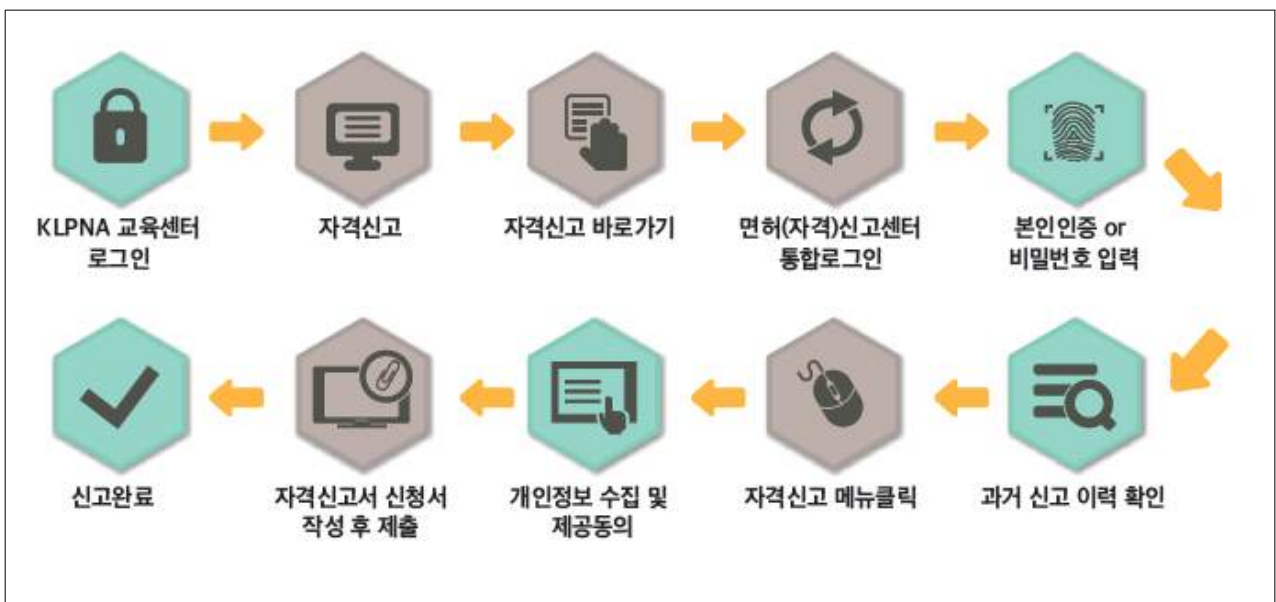 KLPNA 교육센터
로그인
자격신고
자격신고 바로가기
면허(자격)신고센터
통합로그인
본인인증 or
비밀번호 입력
과거 신고 이력 확인
자격신고 메뉴클릭
개인정보 수집 및
제공동의
자격신고서 신청서
작성 후 제출
신고완료